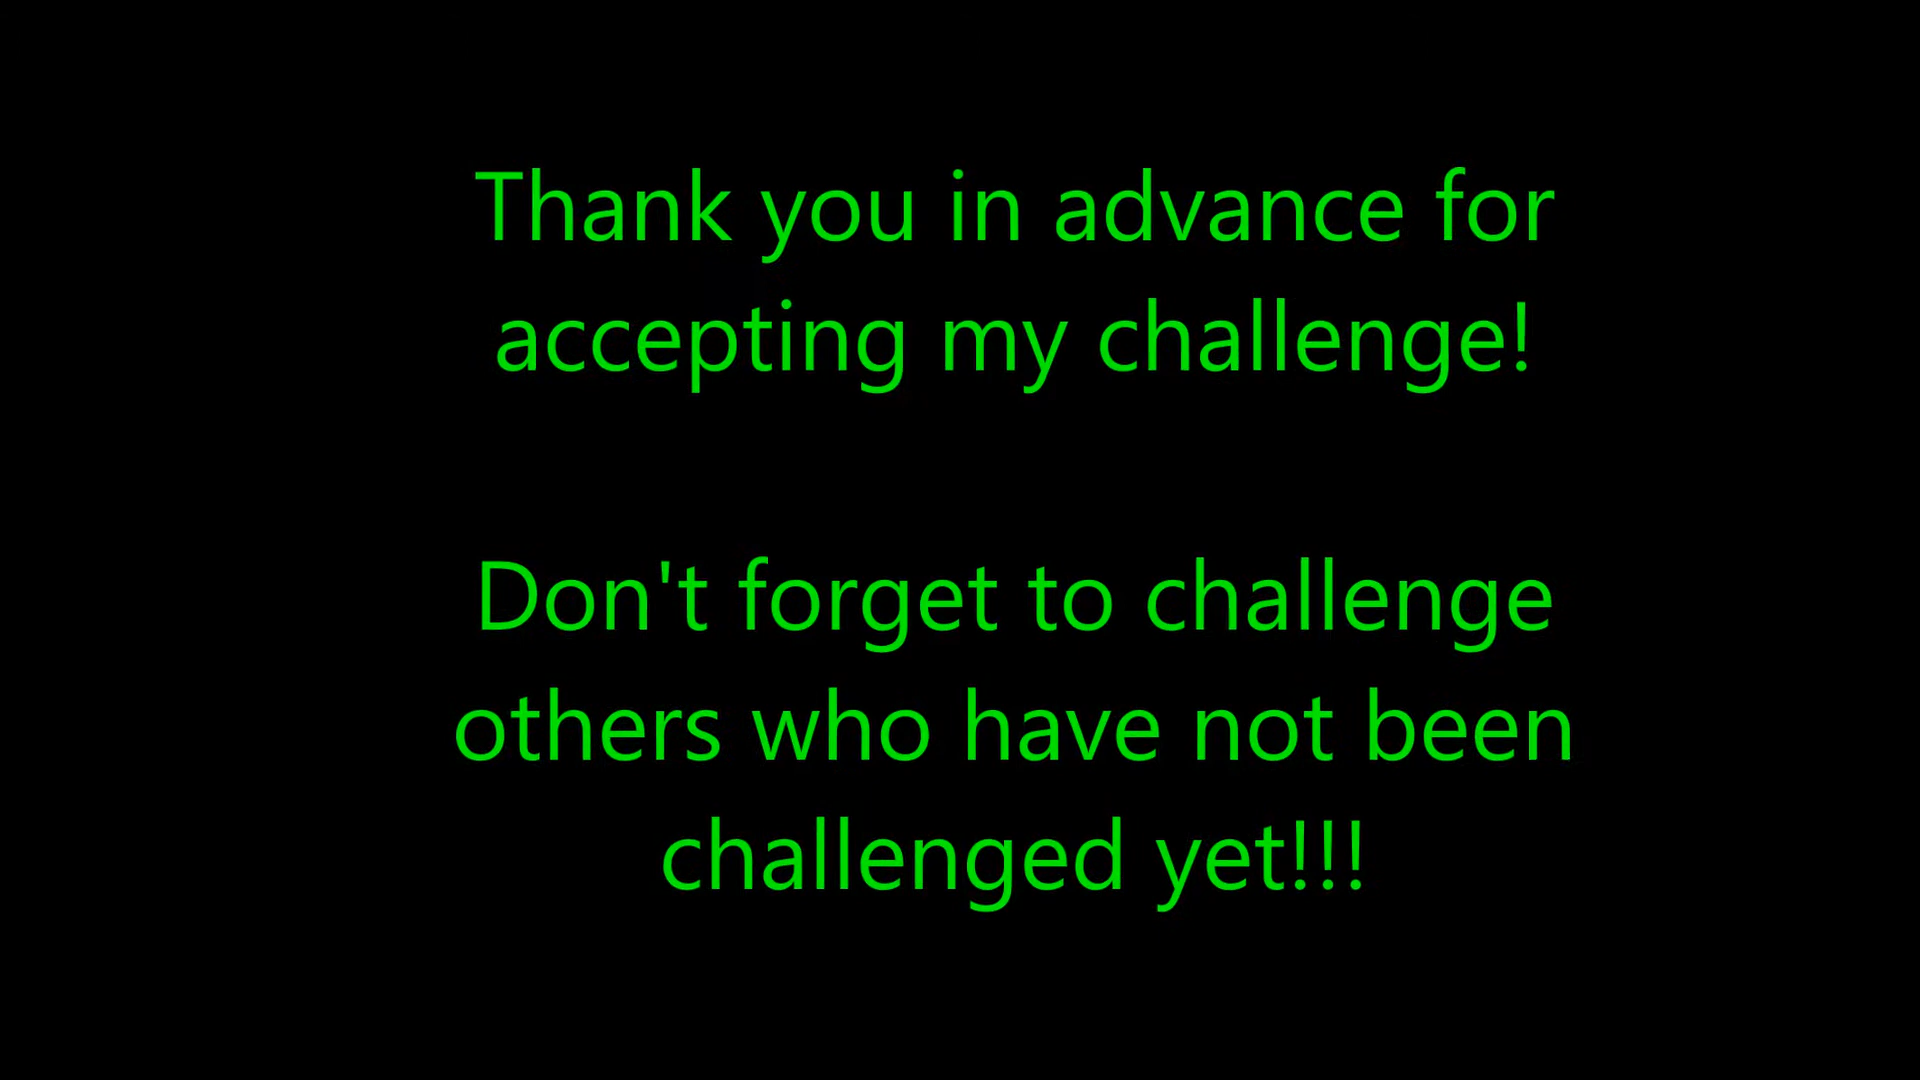 Thank you in advance for
accepting my challenge!
Don't forget to challenge
others who have not been
challenged yet!!!